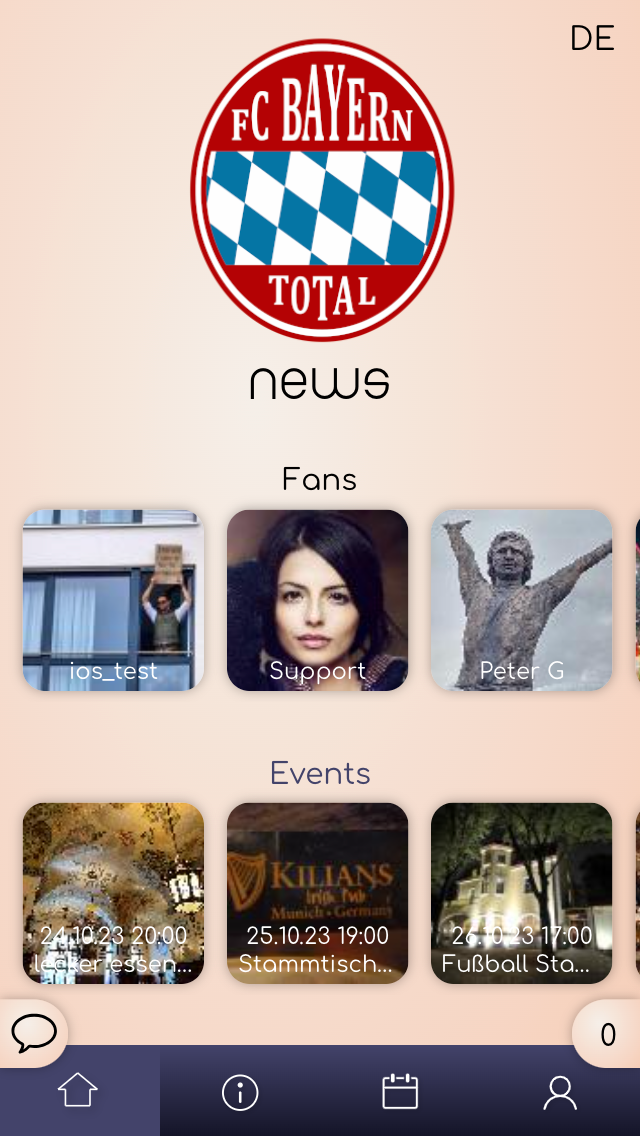 DE
FC BAYERN
TOTAL
news
Fans
ios_test
Support
Peter G
Events
KILIANS
Irish Pub
Munich · Germany
24.10.23 20:00
lecker essen...
25.10.23 19:00
Stammtisch...
26.10.23 17:00
Fußball Sta...
0